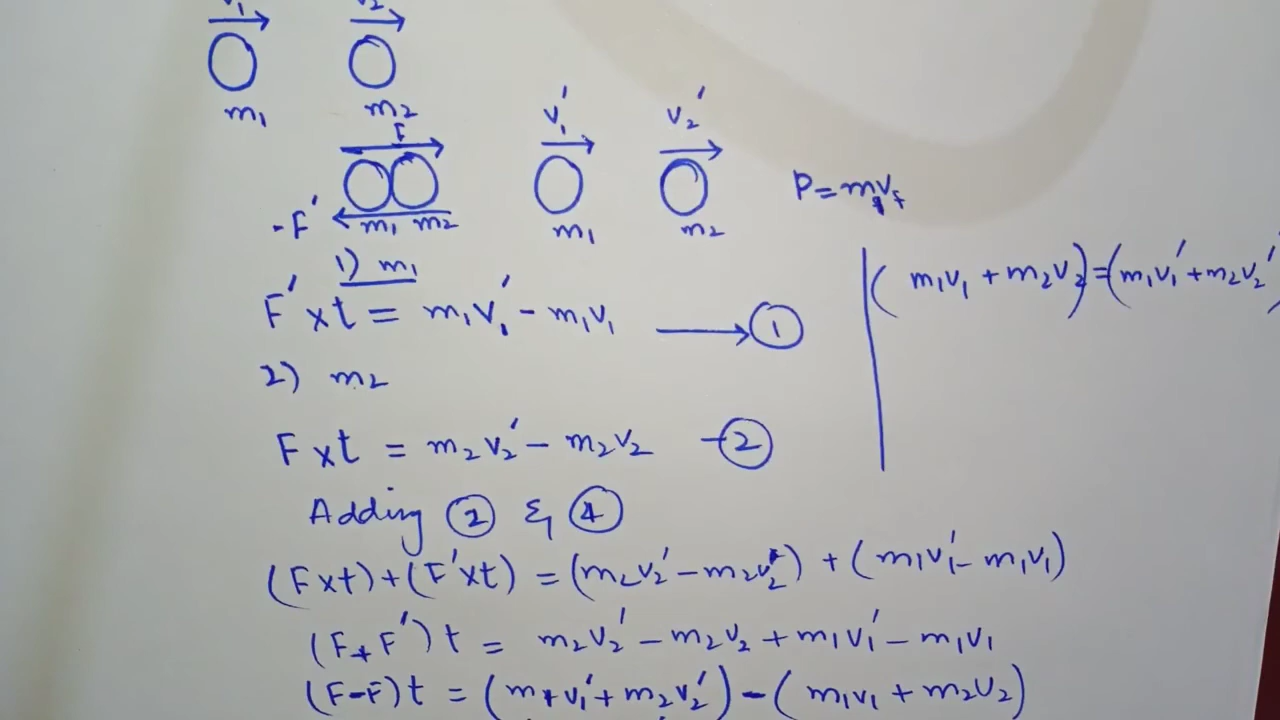 m₁ m₂
F v₁' v₂'
-F' m₁ m₂ m₁ m₂
P = mv_f
1) m₁
F' × t = m₁v₁' - m₁v₁ ⟶ ①
(m₁v₁ + m₂v₂) = (m₁v₁' + m₂v₂'
2) m₂
F × t = m₂v₂' - m₂v₂ - ②
Adding ② & ④
(F × t) + (F' × t) = (m₂v₂' - m₂v₂) + (m₁v₁' - m₁v₁)
(F + F') t = m₂v₂' - m₂v₂ + m₁v₁' - m₁v₁
(F - F) t = (m₁v₁' + m₂v₂') - (m₁v₁ + m₂v₂)